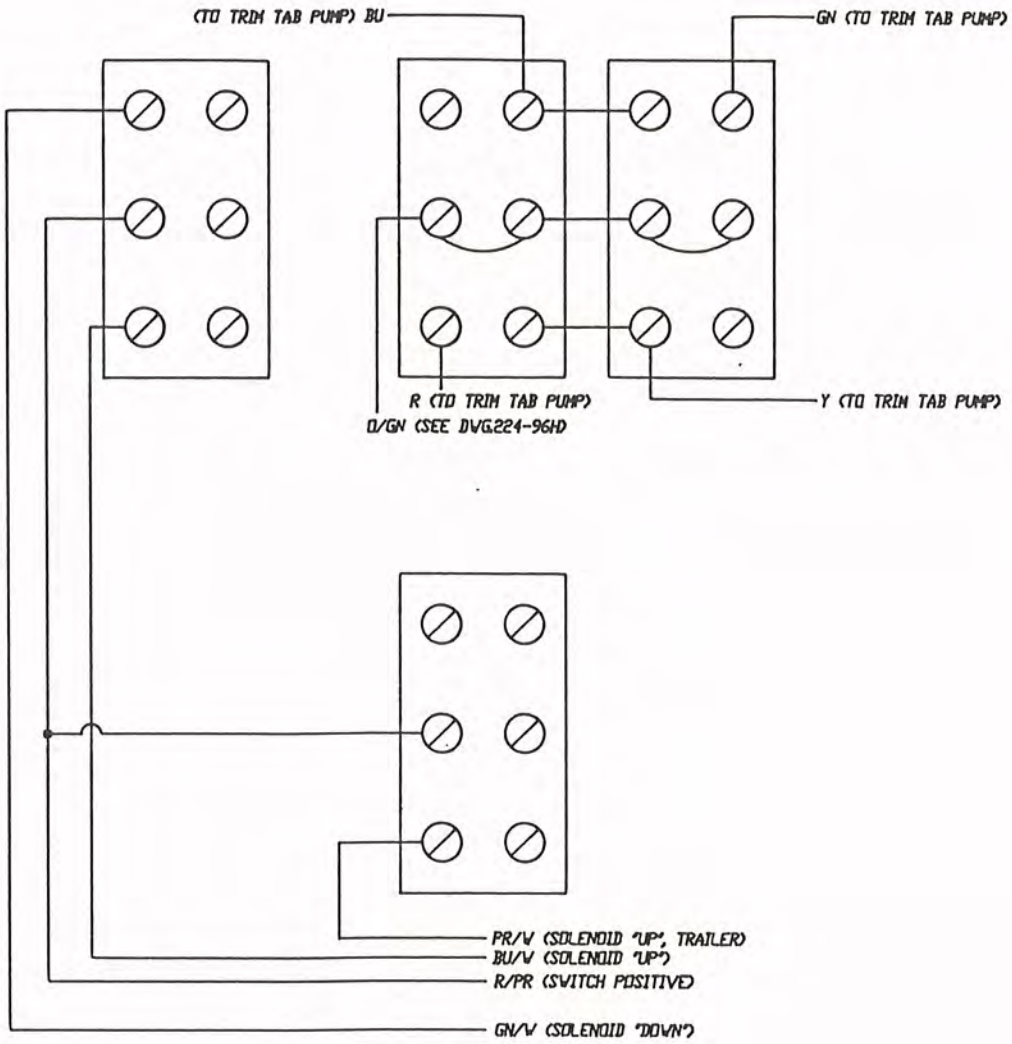 (TO TRIM TAB PUMP) BU
GN (TO TRIM TAB PUMP)
R (TO TRIM TAB PUMP)
O/GN (SEE DWG.224-96H)
Y (TO TRIM TAB PUMP)
PR/W (SOLENOID "UP", TRAILER)
BU/W (SOLENOID "UP")
R/PR (SWITCH POSITIVE)
GN/W (SOLENOID "DOWN")